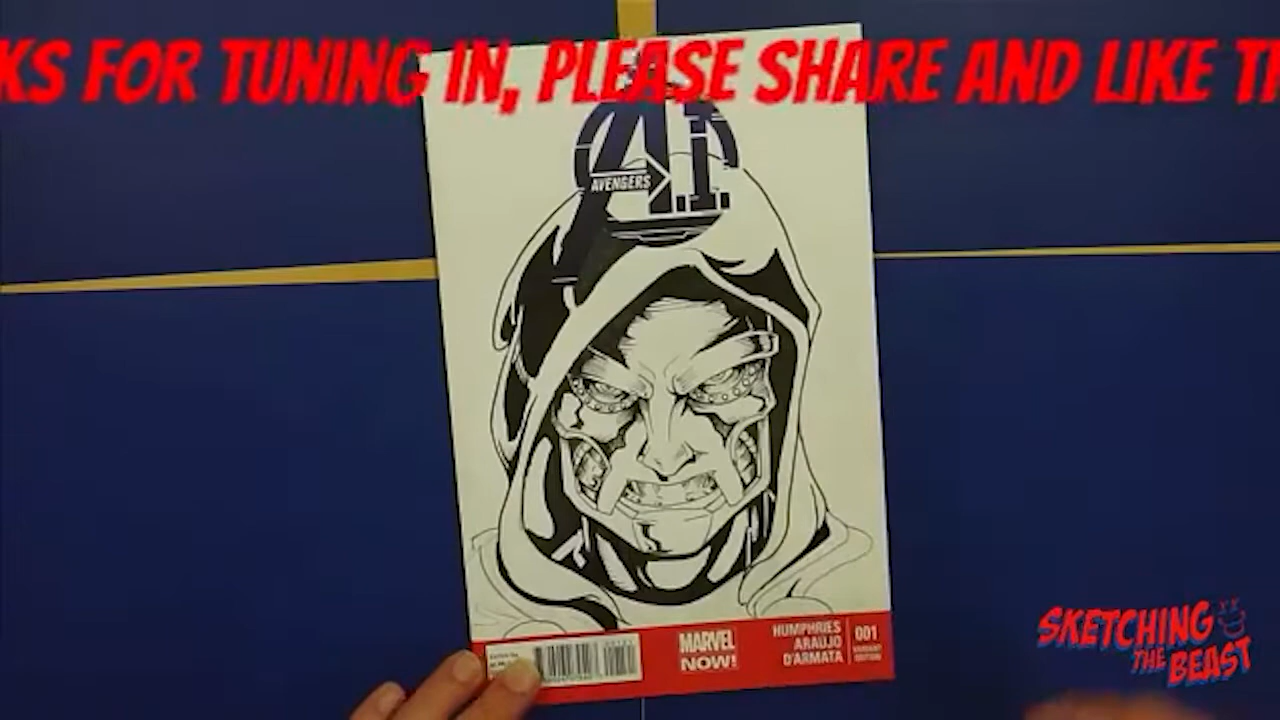 KS FOR TUNING IN, PLEASE SHARE AND LIKE TH
A.I.
AVENGERS
MARVEL
NOW!
HUMPHRIES
ARAUJO
D'ARMATA
001
VARIANT
EDITION
SKETCHING
THE BEAST